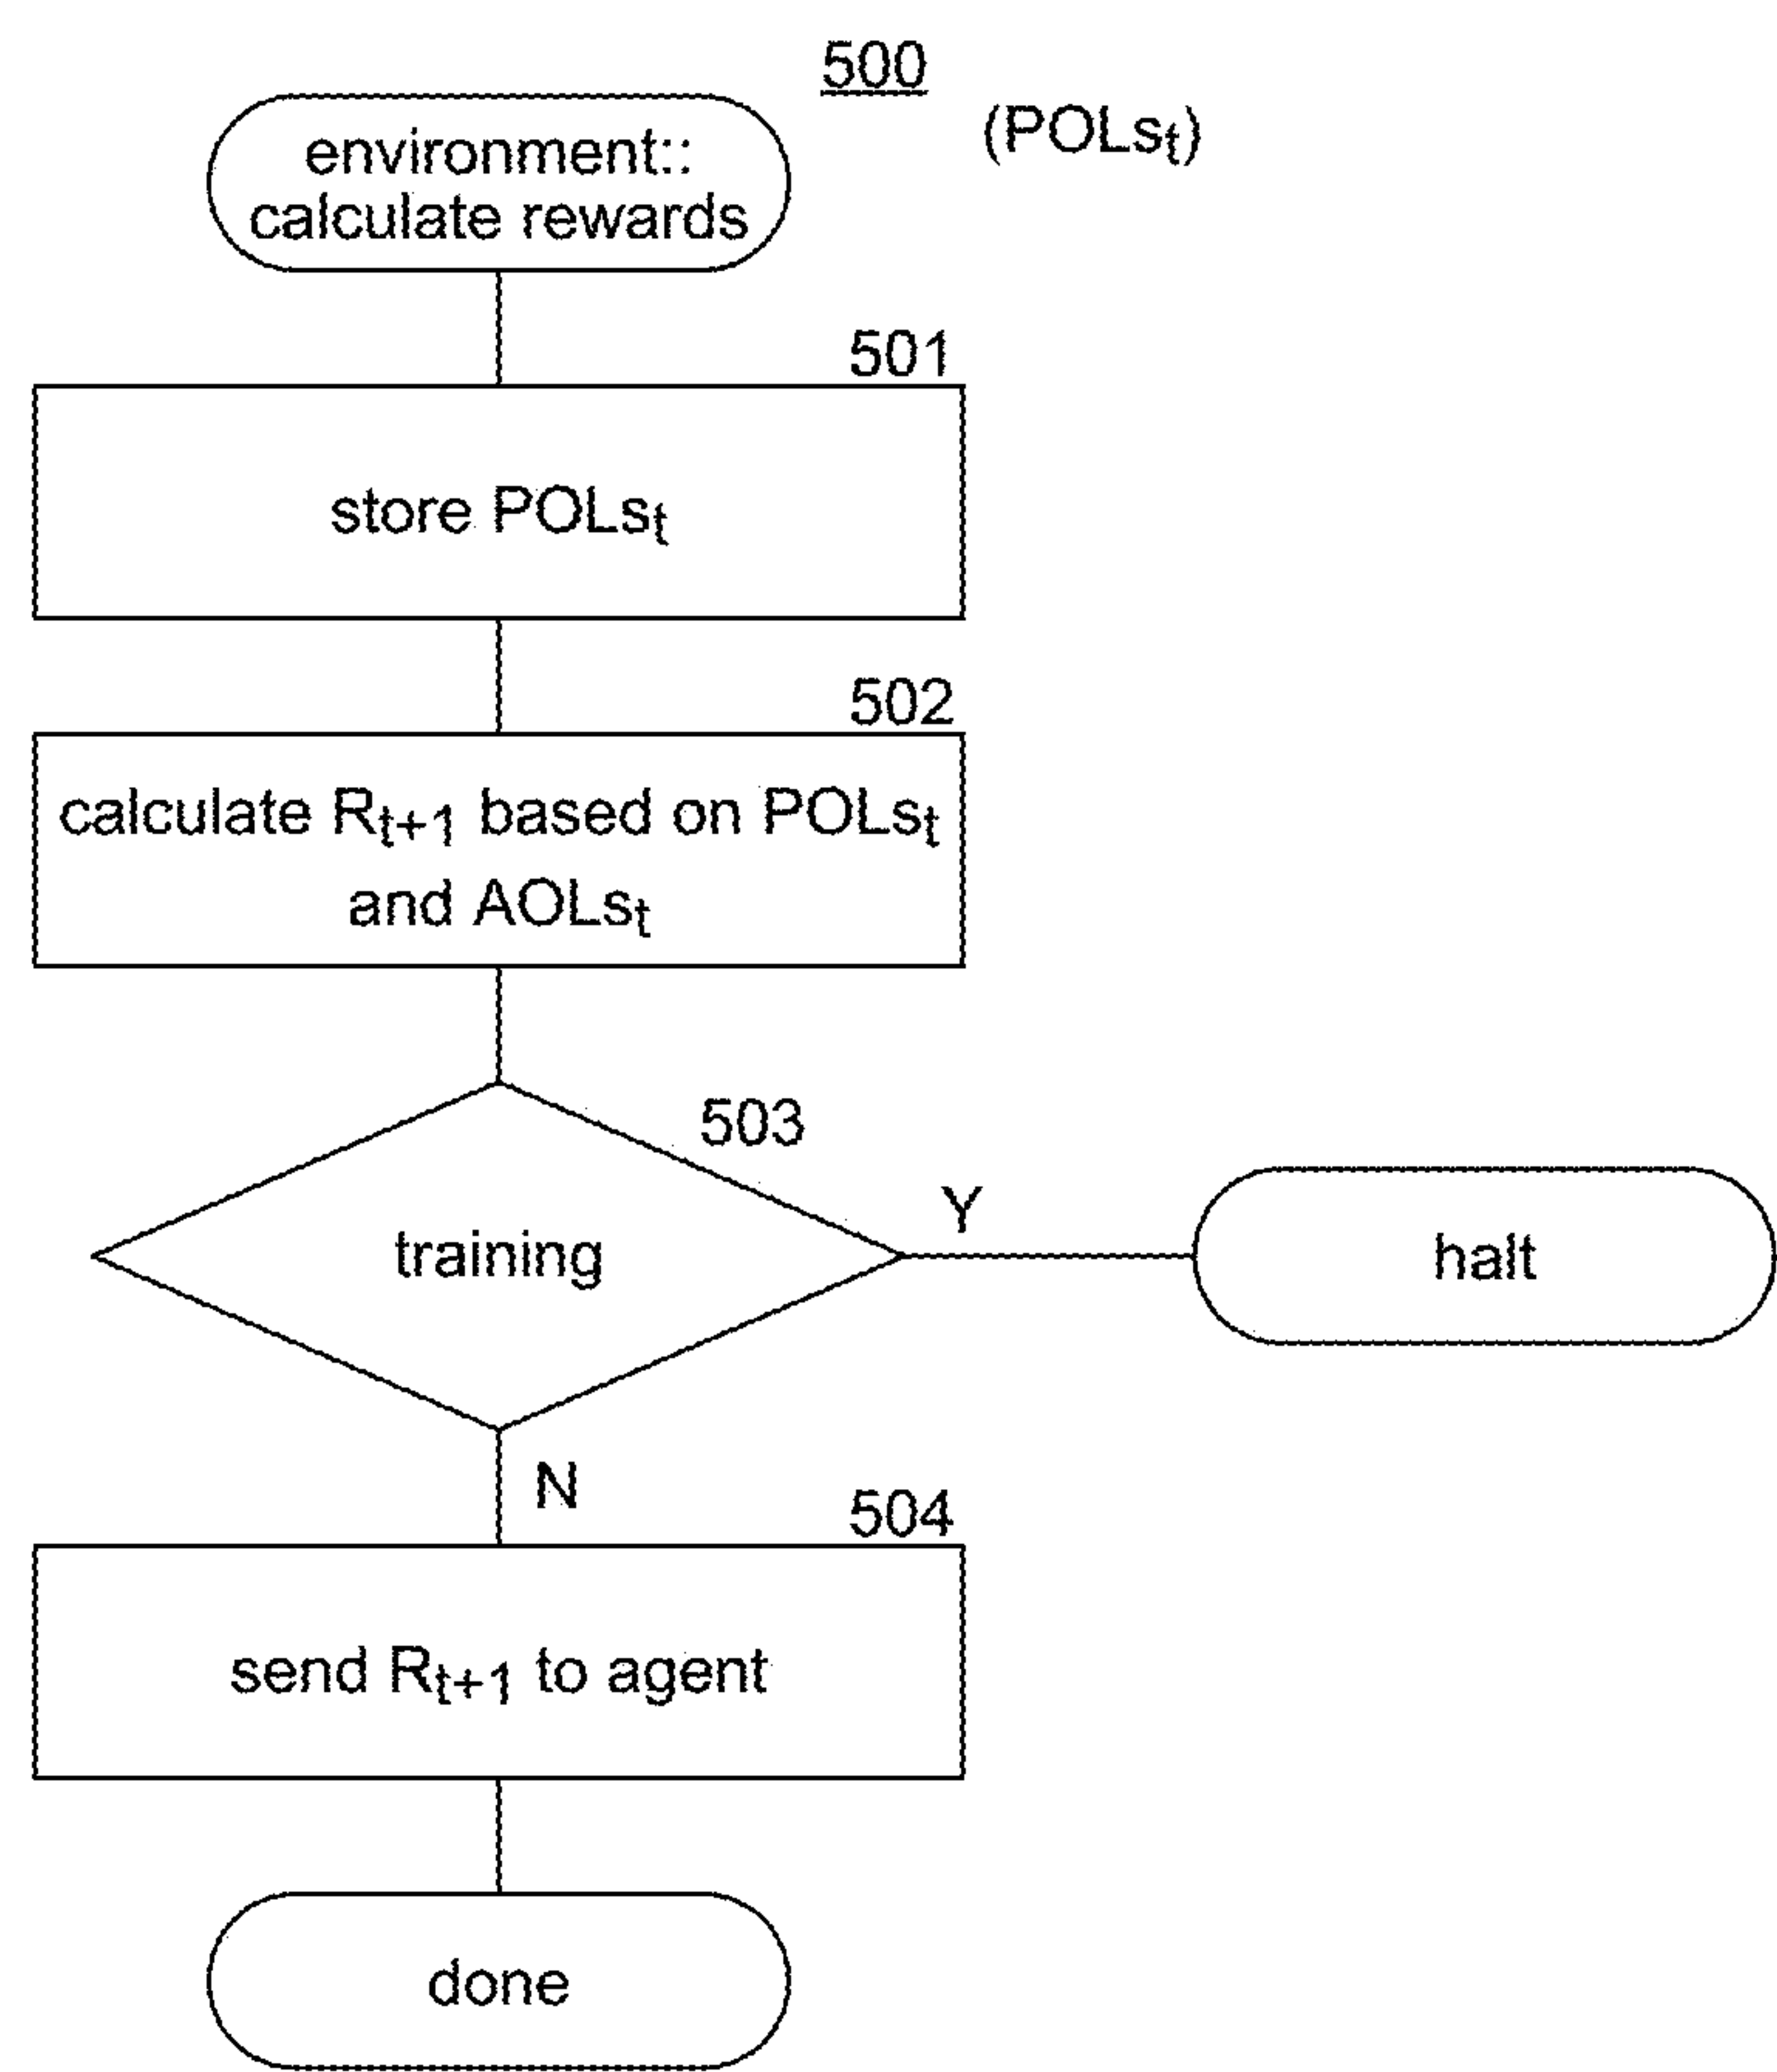 500
(POLsₜ)
environment::
calculate rewards
501
store POLsₜ
502
calculate Rₜ₊₁ based on POLsₜ
and AOLsₜ
503
training
Y
halt
N
504
send Rₜ₊₁ to agent
done